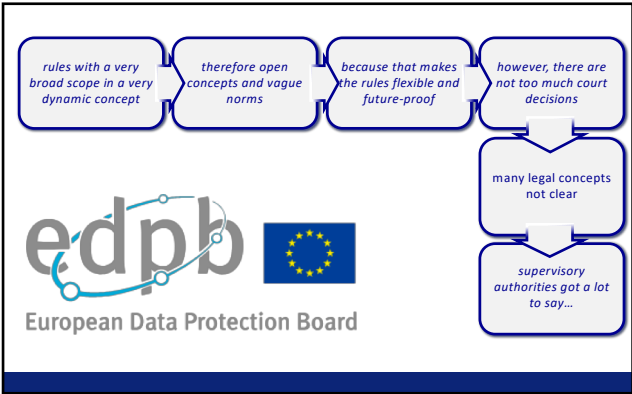 rules with a very
broad scope in a very
dynamic concept
therefore open
concepts and vague
norms
because that makes
the rules flexible and
future-proof
however, there are
not too much court
decisions
many legal concepts
not clear
supervisory
authorities got a lot
to say…
edpb
European Data Protection Board